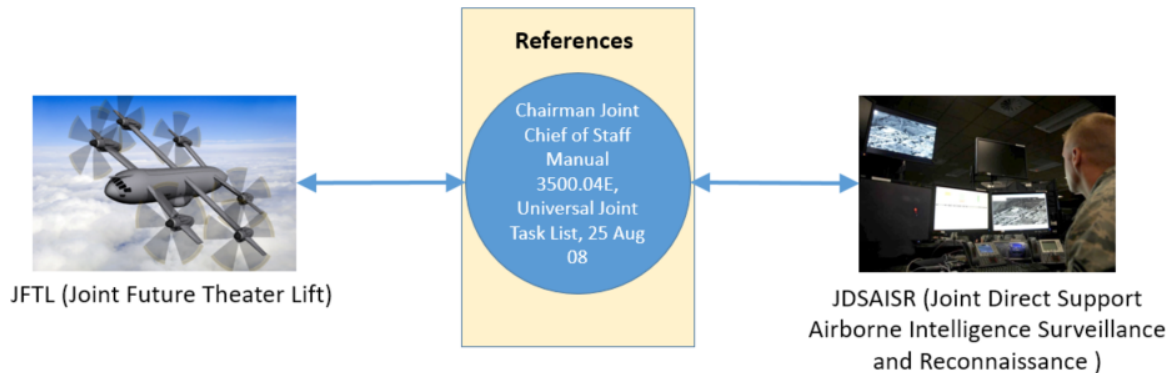 References
Chairman Joint
Chief of Staff
Manual
3500.04E,
Universal Joint
Task List, 25 Aug
08
JFTL (Joint Future Theater Lift)
JDSAISR (Joint Direct Support
Airborne Intelligence Surveillance
and Reconnaissance )